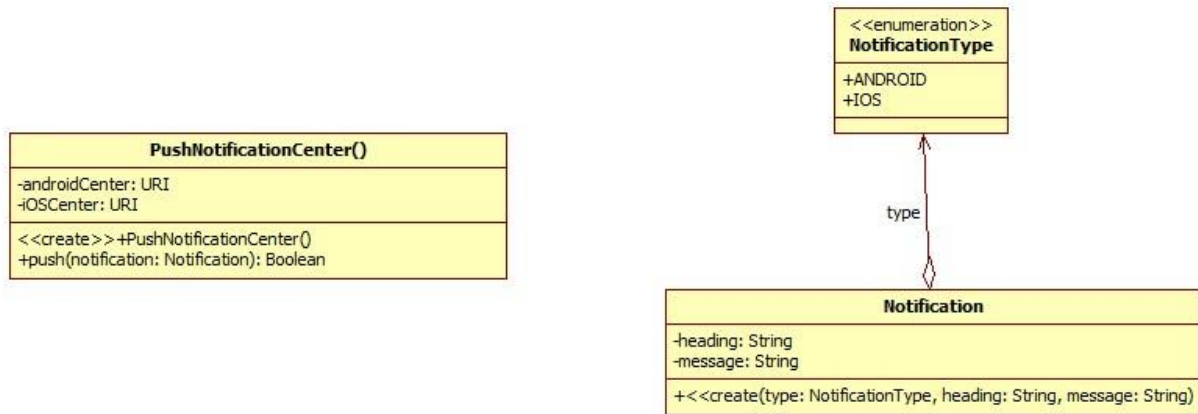 <<enumeration>>
NotificationType
+ANDROID
+IOS
PushNotificationCenter()
-androidCenter: URI
-iOSCenter: URI
<<create>>+PushNotificationCenter()
+push(notification: Notification): Boolean
type
Notification
-heading: String
-message: String
+<<create(type: NotificationType, heading: String, message: String)